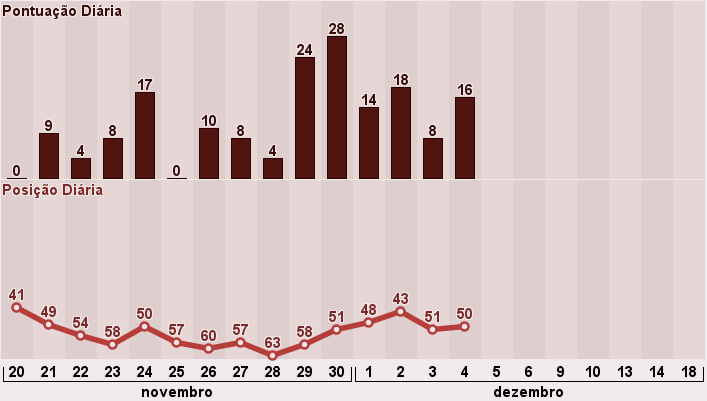 Pontuação Diária
0 9 4 8 17 0 10 8 4 24 28 14 18 8 16
Posição Diária
41 49 54 58 50 57 60 57 63 58 51 48 43 51 50
20 21 22 23 24 25 26 27 28 29 30 1 2 3 4 5 6 9 10 13 14 18
novembro dezembro